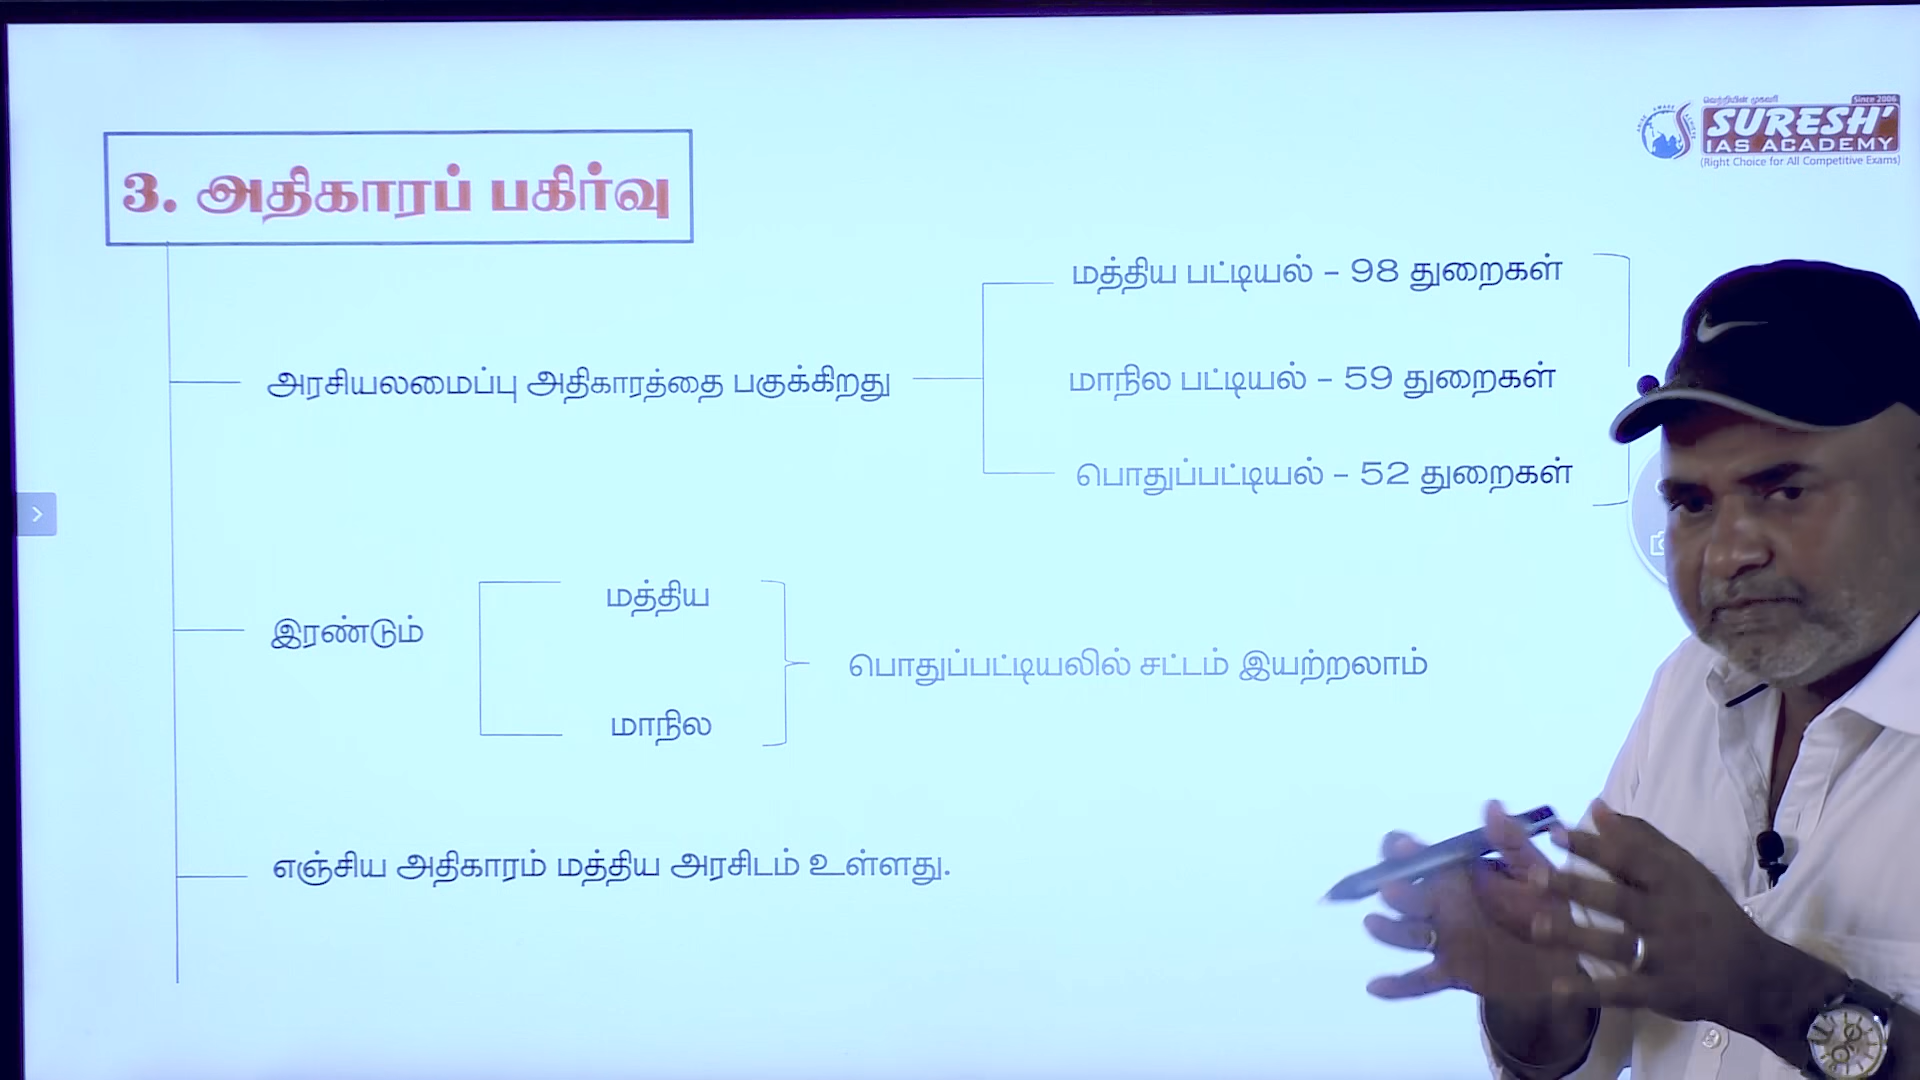 வெற்றியின் முகவரி
Since 2006
SURESH'
IAS ACADEMY
(Right Choice for All Competitive Exams)
3. அதிகாரப் பகிர்வு
மத்திய பட்டியல் – 98 துறைகள்
அரசியலமைப்பு அதிகாரத்தை பகுக்கிறது
மாநில பட்டியல் – 59 துறைகள்
பொதுப்பட்டியல் – 52 துறைகள்
இரண்டும்
மத்திய
மாநில
பொதுப்பட்டியலில் சட்டம் இயற்றலாம்
எஞ்சிய அதிகாரம் மத்திய அரசிடம் உள்ளது.